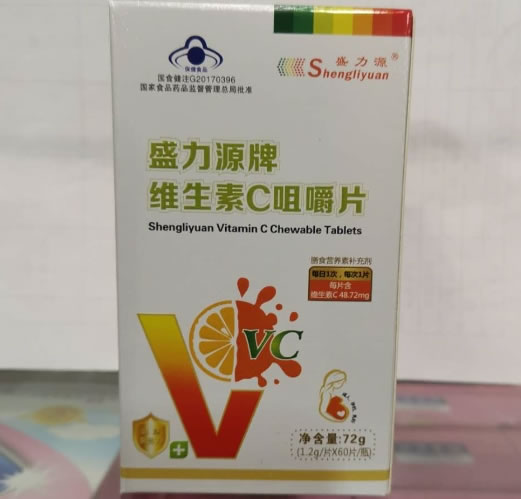 保健食品
国食健注G20170396
国家食品药品监督管理总局批准
盛力源®
Shengliyuan
盛力源牌
维生素C咀嚼片
Shengliyuan Vitamin C Chewable Tablets
膳食营养素补充剂
每日1次，每次1片
每片含
维生素C 48.72mg
VC
净含量:72g
(1.2g/片X60片/瓶)